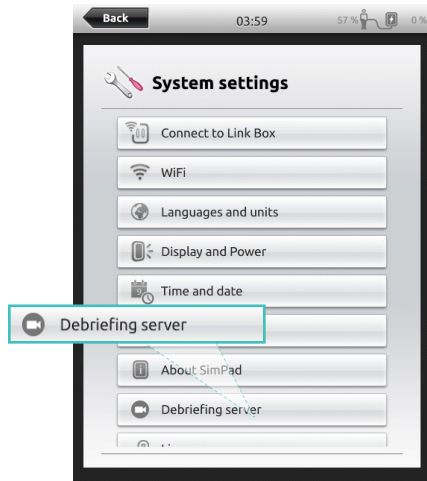 Back
03:59
57 %
0 %
System settings
Connect to Link Box
WiFi
Languages and units
Display and Power
Time and date
Debriefing server
About SimPad
Debriefing server